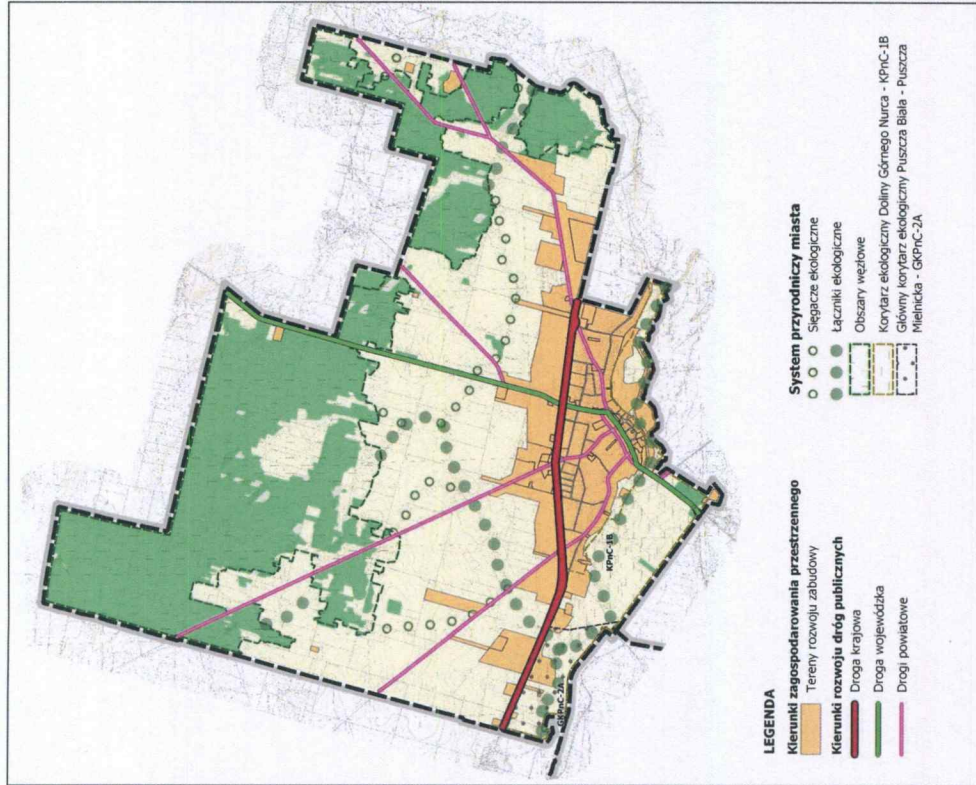 KPnC-1B
GKPnC-2A
LEGENDA
Kierunki zagospodarowania przestrzennego
Tereny rozwoju zabudowy
Kierunki rozwoju dróg publicznych
Droga krajowa
Droga wojewódzka
Drogi powiatowe
System przyrodniczy miasta
Sięgacze ekologiczne
Łączniki ekologiczne
Obszary węzłowe
Korytarz ekologiczny Doliny Górnego Nurca - KPnC-1B
Główny korytarz ekologiczny Puszcza Biała - Puszcza
Mielnicka - GKPnC-2A